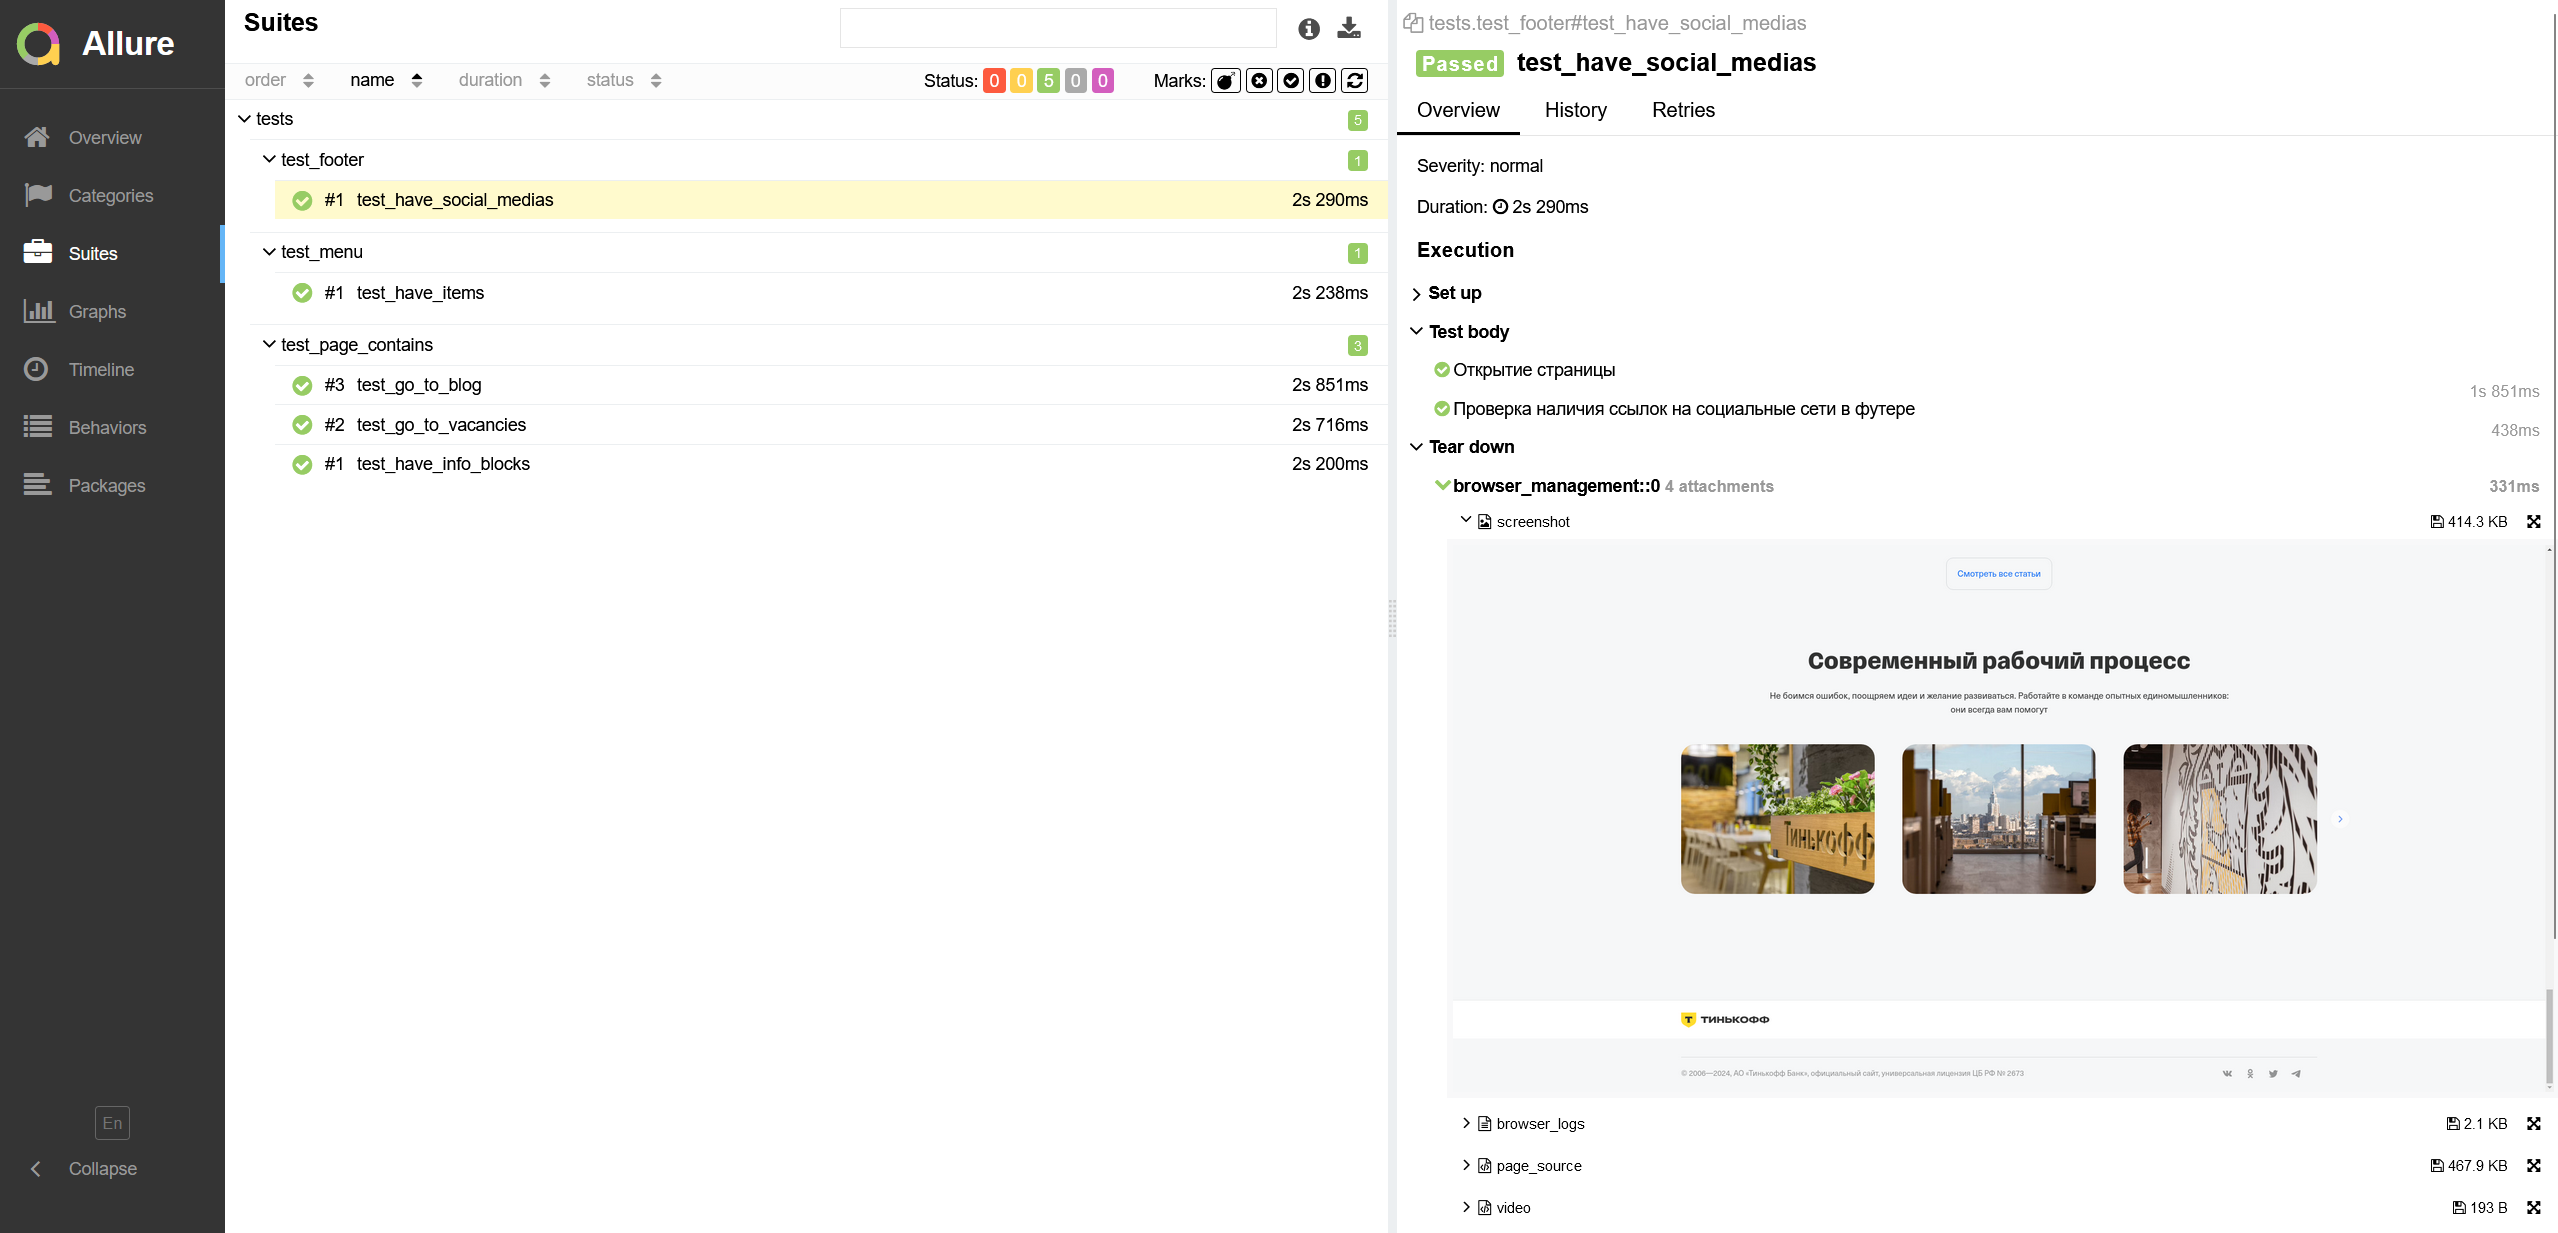 Allure
Overview
Categories
Suites
Graphs
Timeline
Behaviors
Packages
En
Collapse
Suites
order name duration status Status: 0 0 5 0 0 Marks:
tests 5
test_footer 1
#1 test_have_social_medias 2s 290ms
test_menu 1
#1 test_have_items 2s 238ms
test_page_contains 3
#3 test_go_to_blog 2s 851ms
#2 test_go_to_vacancies 2s 716ms
#1 test_have_info_blocks 2s 200ms
tests.test_footer#test_have_social_medias
Passed test_have_social_medias
Overview History Retries
Severity: normal
Duration: 2s 290ms
Execution
Set up
Test body
Открытие страницы
1s 851ms
Проверка наличия ссылок на социальные сети в футере
438ms
Tear down
browser_management::0 4 attachments 331ms
screenshot 414.3 KB
Смотреть все статьи
Современный рабочий процесс
Не боимся ошибок, поощряем идеи и желание развиваться. Работайте в команде опытных единомышленников:
они всегда вам помогут
Тинькофф
ТИНЬКОФФ
© 2006—2024, АО «Тинькофф Банк», официальный сайт, универсальная лицензия ЦБ РФ № 2673
browser_logs 2.1 KB
page_source 467.9 KB
video 193 B